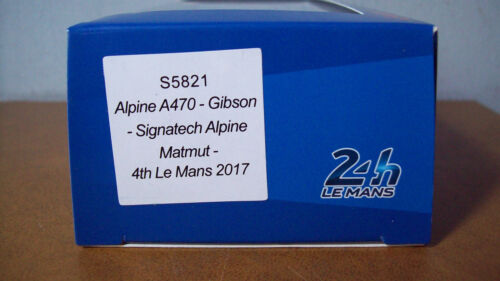 S5821
Alpine A470 - Gibson
- Signatech Alpine
Matmut -
4th Le Mans 2017
24h
LE MANS